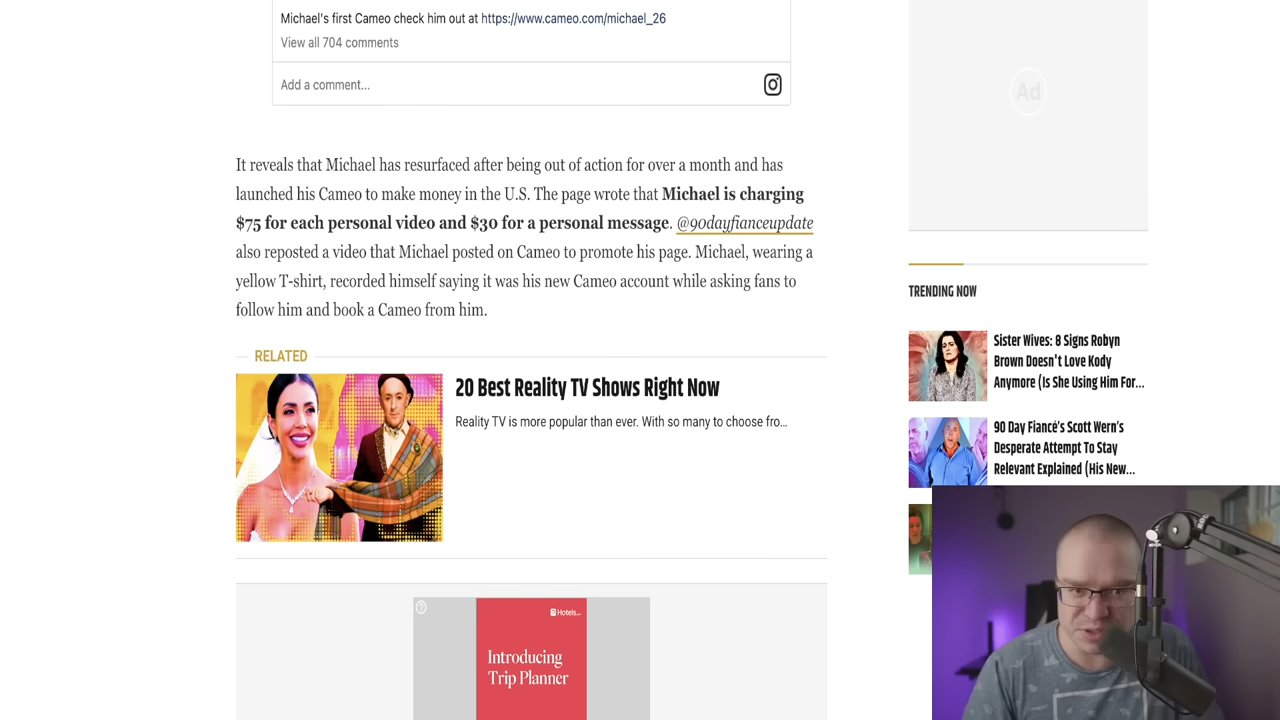 Michael's first Cameo check him out at https://www.cameo.com/michael_26
View all 704 comments
Add a comment...
Ad
It reveals that Michael has resurfaced after being out of action for over a month and has
launched his Cameo to make money in the U.S. The page wrote that Michael is charging
$75 for each personal video and $30 for a personal message. @90dayfianceupdate
also reposted a video that Michael posted on Cameo to promote his page. Michael, wearing a
yellow T-shirt, recorded himself saying it was his new Cameo account while asking fans to
follow him and book a Cameo from him.
RELATED
20 Best Reality TV Shows Right Now
Reality TV is more popular than ever. With so many to choose fro...
TRENDING NOW
Sister Wives: 8 Signs Robyn
Brown Doesn't Love Kody
Anymore (Is She Using Him For...
90 Day Fiancé's Scott Wern's
Desperate Attempt To Stay
Relevant Explained (His New...
Hotels...
Introducing
Trip Planner